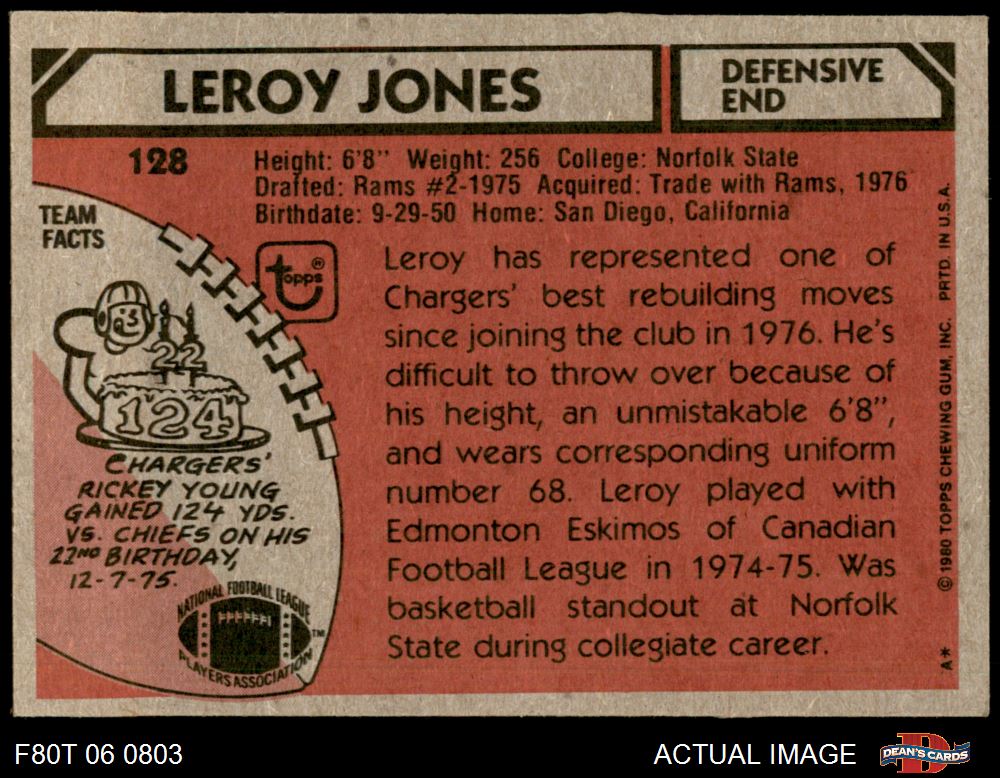 LEROY JONES
DEFENSIVE
END
128
Height: 6'8" Weight: 256 College: Norfolk State
Drafted: Rams #2-1975 Acquired: Trade with Rams, 1976
Birthdate: 9-29-50 Home: San Diego, California
TEAM
FACTS
topps®
22
124
CHARGERS'
RICKEY YOUNG
GAINED 124 YDS.
VS. CHIEFS ON HIS
22ND BIRTHDAY,
12-7-75.
NATIONAL FOOTBALL LEAGUE
PLAYERS ASSOCIATION
TM
Leroy has represented one of
Chargers' best rebuilding moves
since joining the club in 1976. He's
difficult to throw over because of
his height, an unmistakable 6'8",
and wears corresponding uniform
number 68. Leroy played with
Edmonton Eskimos of Canadian
Football League in 1974-75. Was
basketball standout at Norfolk
State during collegiate career.
A* © 1980 TOPPS CHEWING GUM, INC. PRTD. IN U.S.A.
F80T 06 0803
ACTUAL IMAGE
DEAN'S CARDS